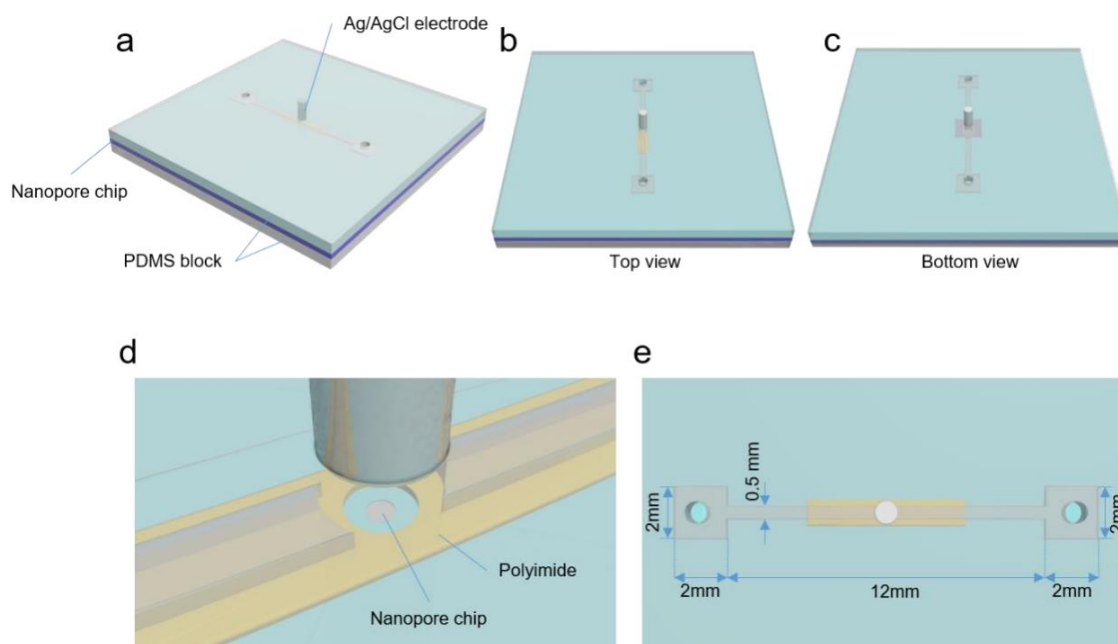 a
Ag/AgCl electrode
Nanopore chip
PDMS block
b
Top view
c
Bottom view
d
Polyimide
Nanopore chip
e
0.5 mm
2mm
2mm
2mm
12mm
2mm